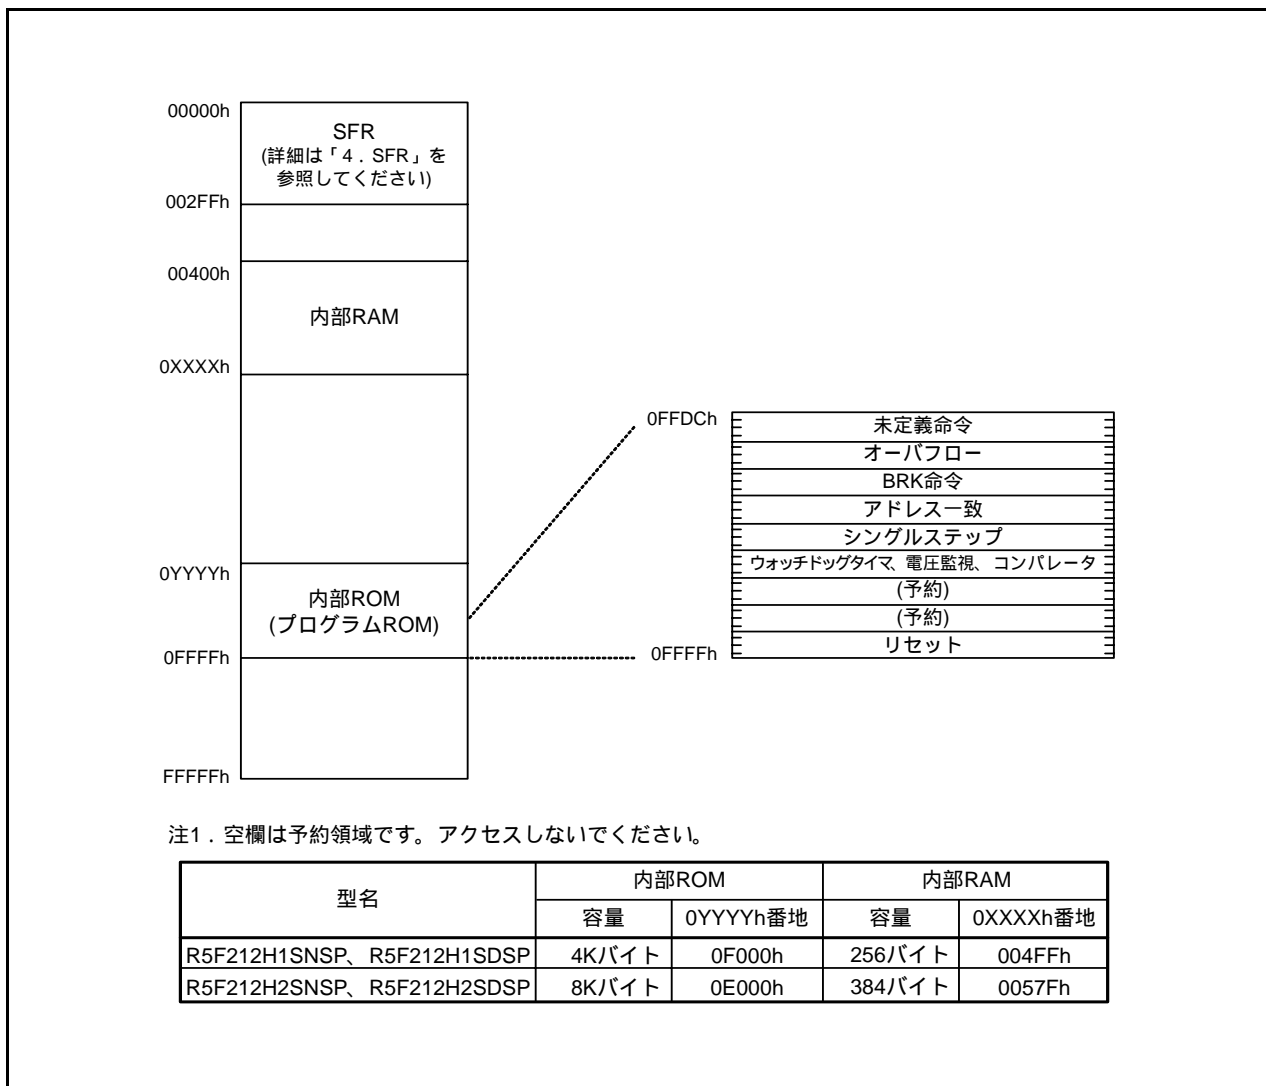 00000h
SFR
(詳細は「4．SFR」を
参照してください)
002FFh
00400h
内部RAM
0XXXXh
0YYYYh
内部ROM
(プログラムROM)
0FFFFh
FFFFFh
0FFDCh
未定義命令
オーバフロー
BRK命令
アドレス一致
シングルステップ
ウォッチドッグタイマ、電圧監視、コンパレータ
(予約)
(予約)
リセット
0FFFFh
注1．空欄は予約領域です。アクセスしないでください。
型名 内部ROM 内部RAM
容量 0YYYYh番地 容量 0XXXXh番地
R5F212H1SNSP、R5F212H1SDSP 4Kバイト 0F000h 256バイト 004FFh
R5F212H2SNSP、R5F212H2SDSP 8Kバイト 0E000h 384バイト 0057Fh